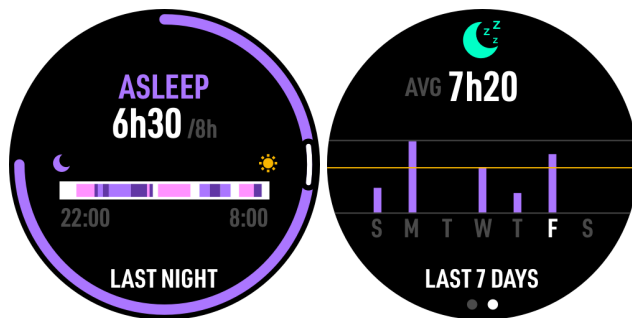 ASLEEP
6h30 /8h
22:00 8:00
LAST NIGHT
z z z
AVG 7h20
S M T W T F S
LAST 7 DAYS